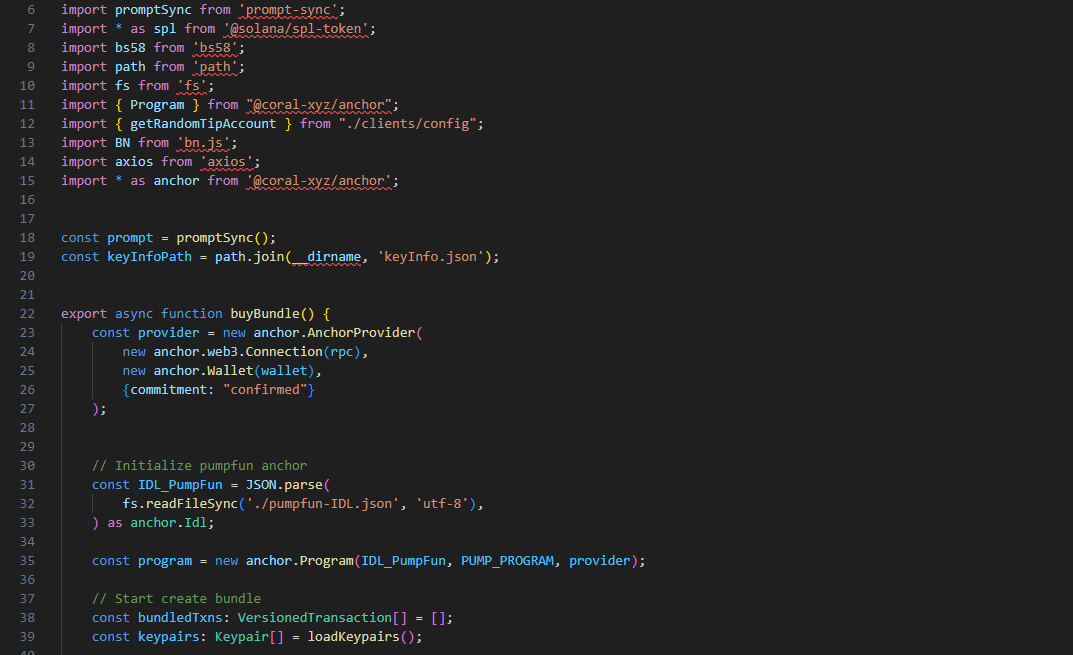 6 import promptSync from 'prompt-sync';
7 import * as spl from '@solana/spl-token';
8 import bs58 from 'bs58';
9 import path from 'path';
10 import fs from 'fs';
11 import { Program } from "@coral-xyz/anchor";
12 import { getRandomTipAccount } from "./clients/config";
13 import BN from 'bn.js';
14 import axios from 'axios';
15 import * as anchor from '@coral-xyz/anchor';
16
17
18 const prompt = promptSync();
19 const keyInfoPath = path.join(__dirname, 'keyInfo.json');
20
21
22 export async function buyBundle() {
23     const provider = new anchor.AnchorProvider(
24         new anchor.web3.Connection(rpc),
25         new anchor.Wallet(wallet),
26         {commitment: "confirmed"}
27     );
28
29
30     // Initialize pumpfun anchor
31     const IDL_PumpFun = JSON.parse(
32         fs.readFileSync('./pumpfun-IDL.json', 'utf-8'),
33     ) as anchor.Idl;
34
35     const program = new anchor.Program(IDL_PumpFun, PUMP_PROGRAM, provider);
36
37     // Start create bundle
38     const bundledTxns: VersionedTransaction[] = [];
39     const keypairs: Keypair[] = loadKeypairs();